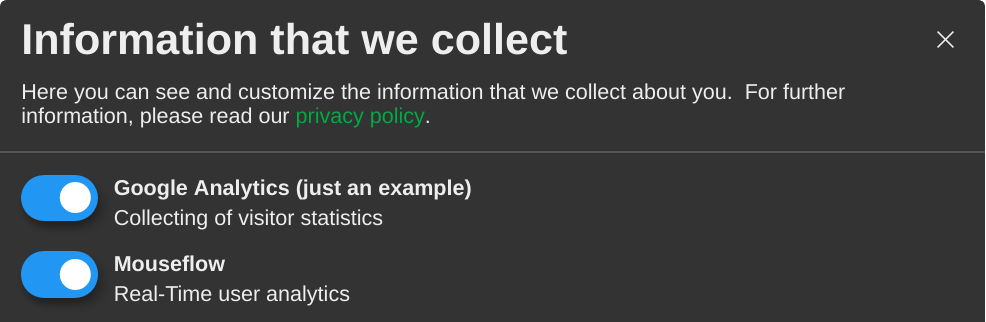 Information that we collect
Here you can see and customize the information that we collect about you.  For further
information, please read our privacy policy.
Google Analytics (just an example)
Collecting of visitor statistics
Mouseflow
Real-Time user analytics